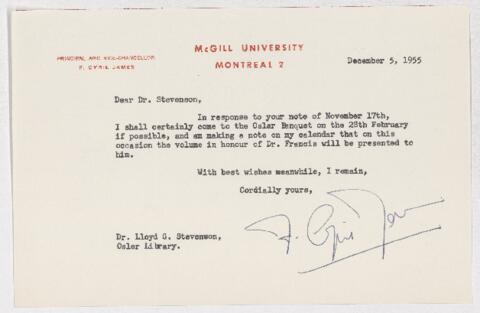 McGILL UNIVERSITY
MONTREAL 2
PRINCIPAL AND VICE-CHANCELLOR
F. CYRIL JAMES
December 5, 1955
Dear Dr. Stevenson,
In response to your note of November 17th,
I shall certainly come to the Osler Banquet on the 28th February
if possible, and am making a note on my calendar that on this
occasion the volume in honour of Dr. Francis will be presented to
him.
With best wishes meanwhile, I remain,
Cordially yours,
F. Cyril James
Dr. Lloyd G. Stevenson,
Osler Library.